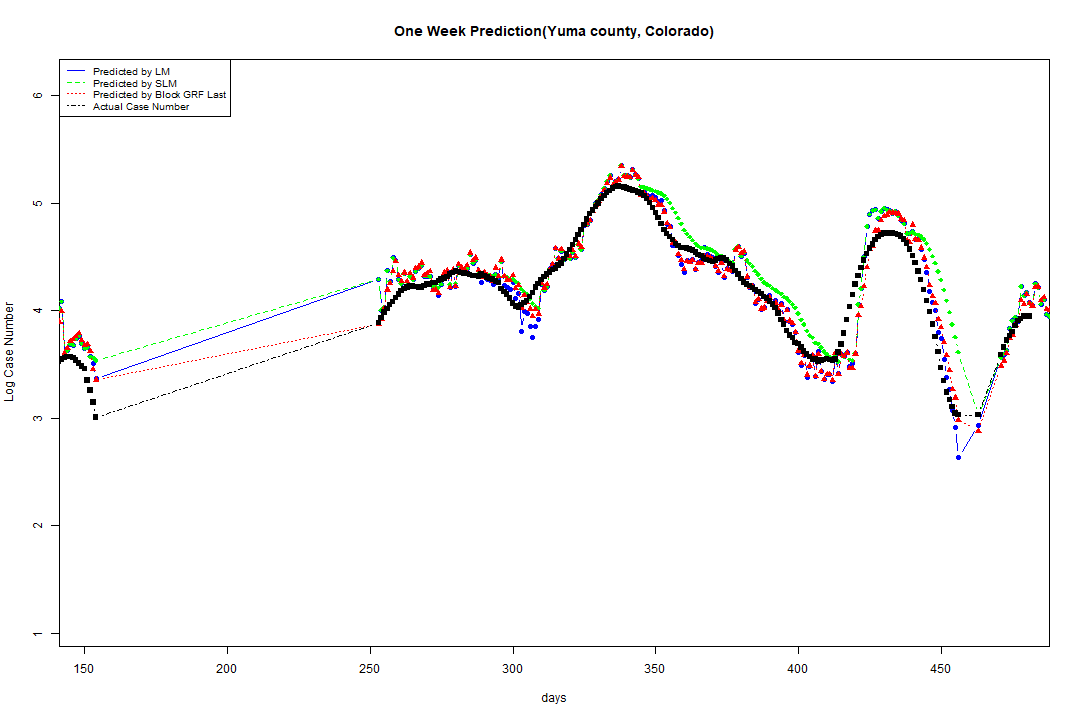 One Week Prediction(Yuma county, Colorado)
Predicted by LM
Predicted by SLM
Predicted by Block GRF Last
Actual Case Number
6
5
4
3
2
1
Log Case Number
150 200 250 300 350 400 450
days